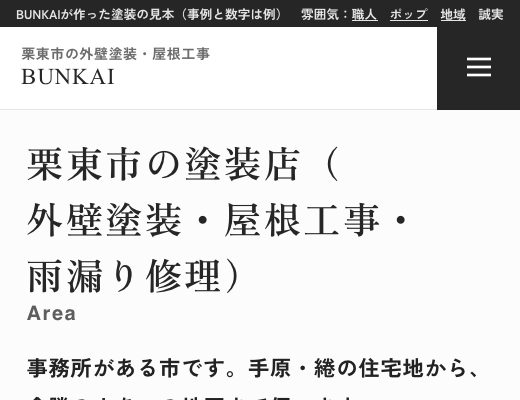 BUNKAIが作った塗装の見本（事例と数字は例） 雰囲気：職人 ポップ 地域 誠実
栗東市の外壁塗装・屋根工事
BUNKAI
栗東市の塗装店（
外壁塗装・屋根工事・
雨漏り修理）
Area
事務所がある市です。手原・綣の住宅地から、